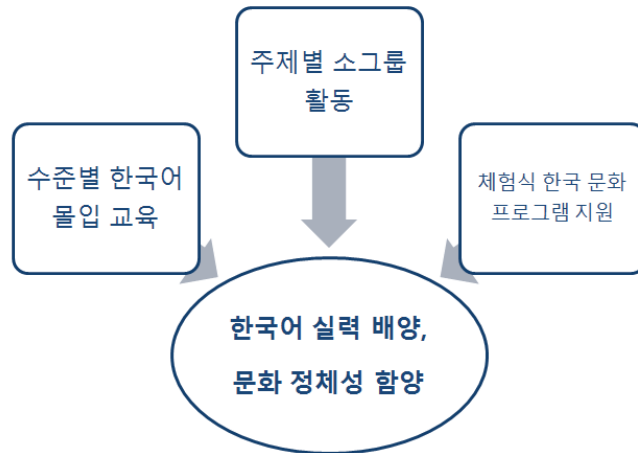 주제별 소그룹
활동
수준별 한국어
몰입 교육
체험식 한국 문화
프로그램 지원
한국어 실력 배양,
문화 정체성 함양